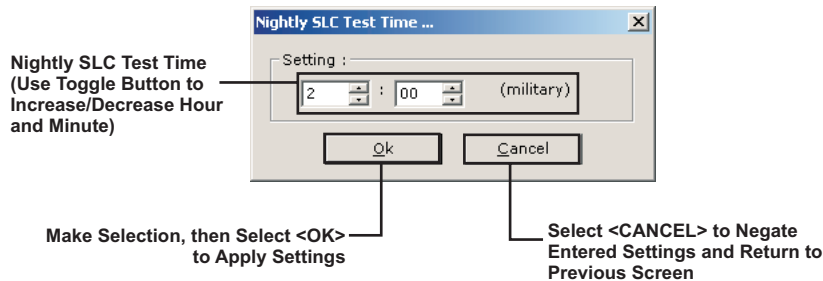 Nightly SLC Test Time ...
Nightly SLC Test Time
(Use Toggle Button to
Increase/Decrease Hour
and Minute)
Setting :
2 : 00 (military)
Ok Cancel
Make Selection, then Select <OK>
to Apply Settings
Select <CANCEL> to Negate
Entered Settings and Return to
Previous Screen